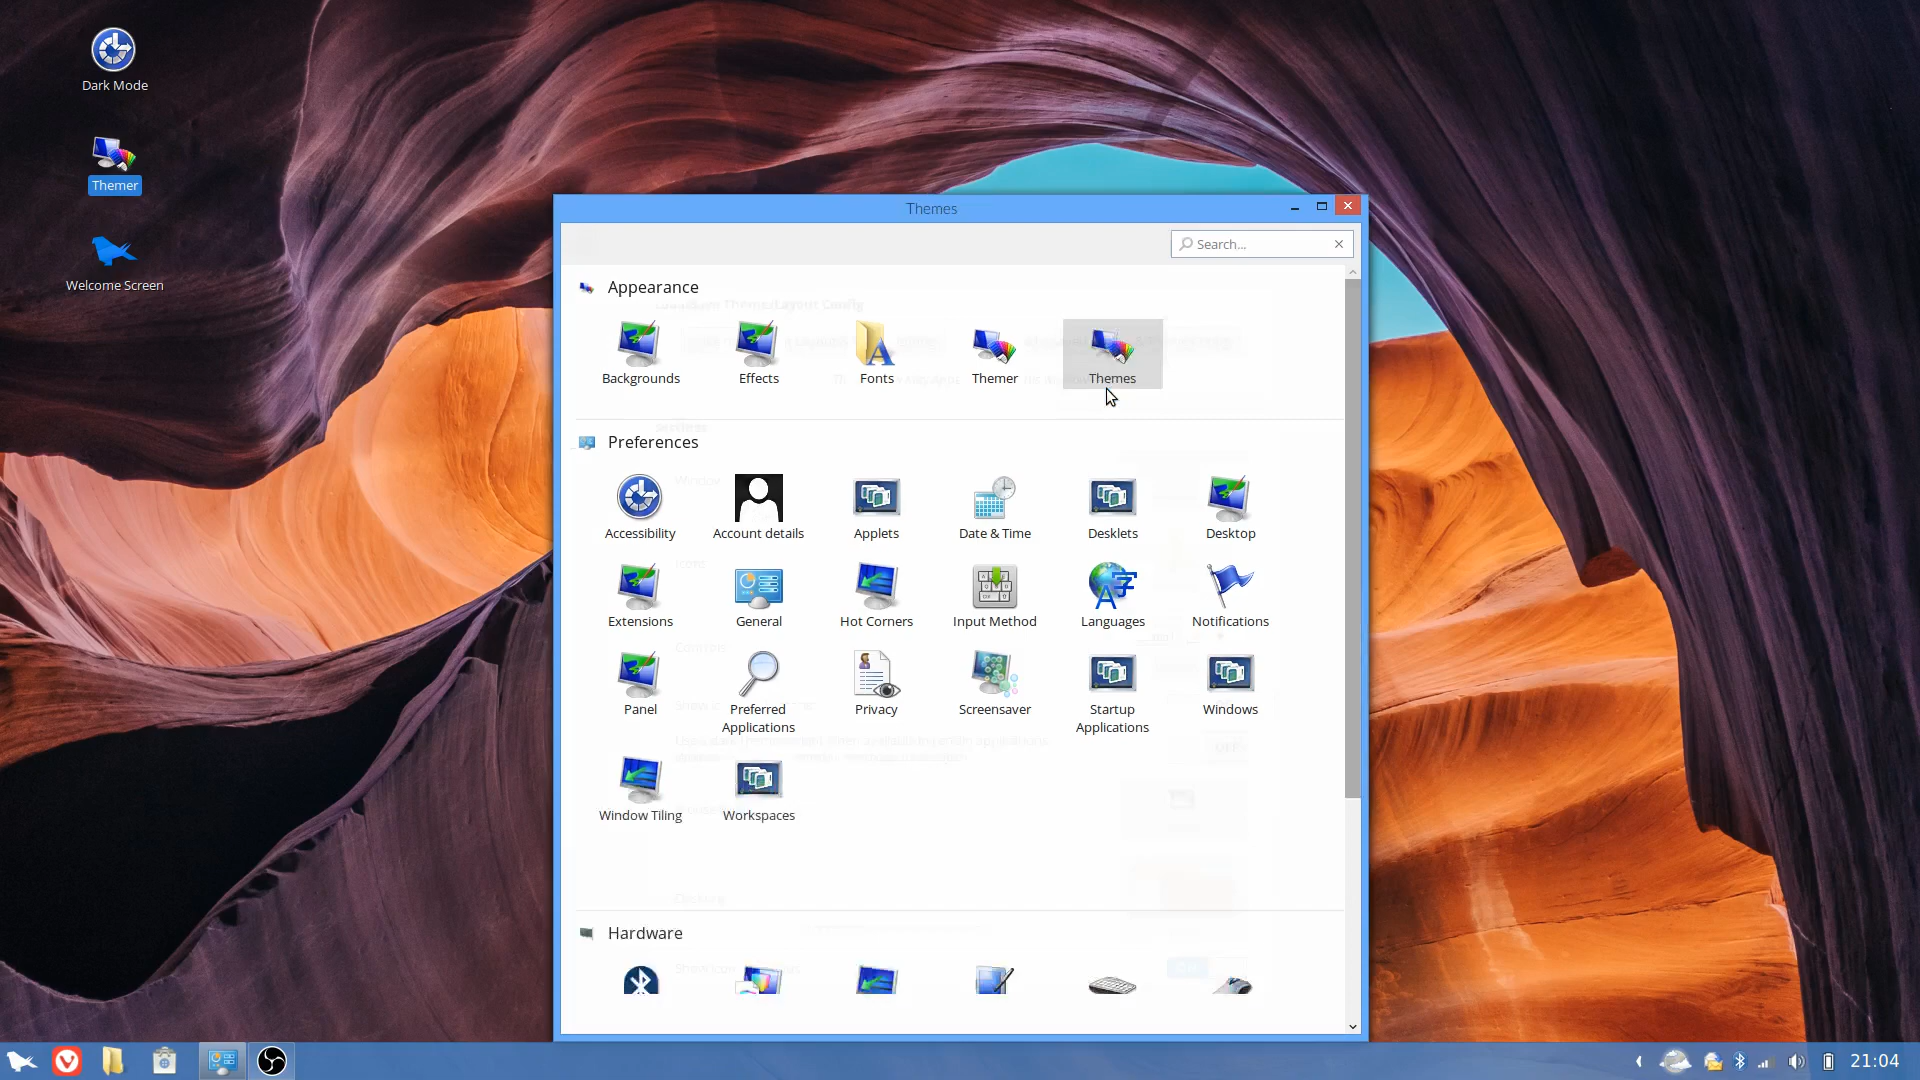 Dark Mode
Themer
Welcome Screen
Themes
Search...
Appearance
Backgrounds
Effects
Fonts
Themer
Themes
Preferences
Accessibility
Account details
Applets
Date & Time
Desklets
Desktop
Extensions
General
Hot Corners
Input Method
Languages
Notifications
Panel
Preferred
Applications
Privacy
Screensaver
Startup
Applications
Windows
Window Tiling
Workspaces
Hardware
21:04